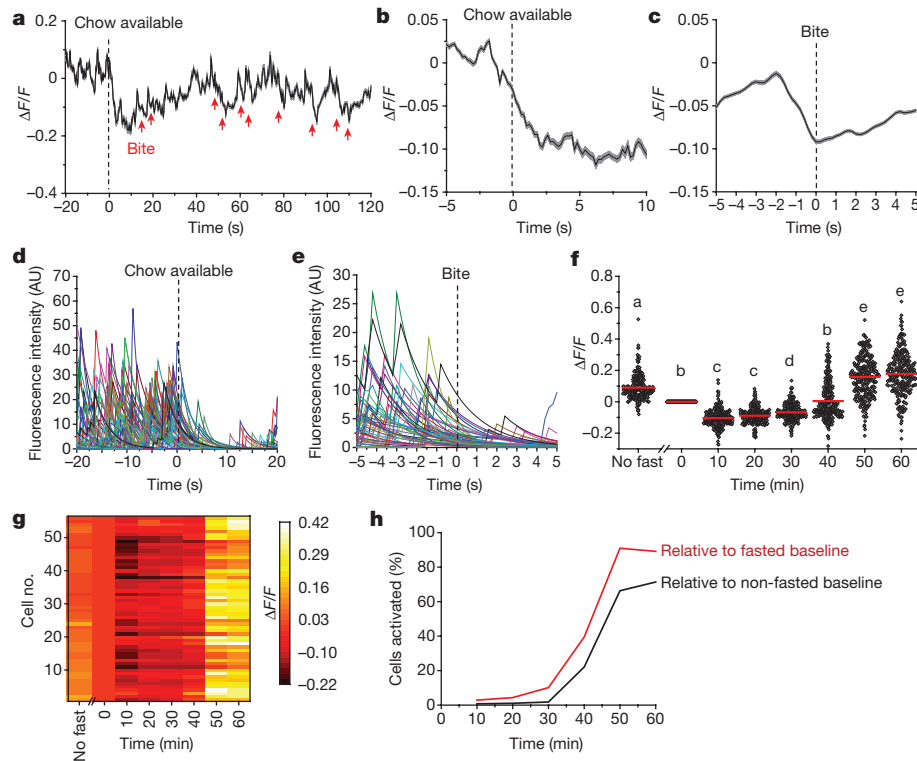 a
Chow available
0.2
0
−0.2
−0.4
ΔF/F
Bite
−20 0 20 40 60 80 100 120
Time (s)
b
Chow available
0.05
0
−0.05
−0.10
−0.15
ΔF/F
−5 0 5 10
Time (s)
c
Bite
0
−0.05
−0.10
−0.15
ΔF/F
−5 −4 −3 −2 −1 0 1 2 3 4 5
Time (s)
d
Chow available
70
60
50
40
30
20
10
0
Fluorescence intensity (AU)
−20 −10 0 10 20
Time (s)
e
Bite
30
25
20
15
10
5
0
Fluorescence intensity (AU)
−5 −4 −3 −2 −1 0 1 2 3 4 5
Time (s)
f
0.8
0.6
0.4
0.2
0
−0.2
ΔF/F
a b c c d b e e
No fast 0 10 20 30 40 50 60
Time (min)
g
50
40
30
20
10
Cell no.
No fast 0 10 20 30 40 50 60
Time (min)
0.42
0.29
0.16
0.03
−0.10
−0.22
ΔF/F
h
100
80
60
40
20
0
Cells activated (%)
Relative to fasted baseline
Relative to non-fasted baseline
0 10 20 30 40 50 60
Time (min)